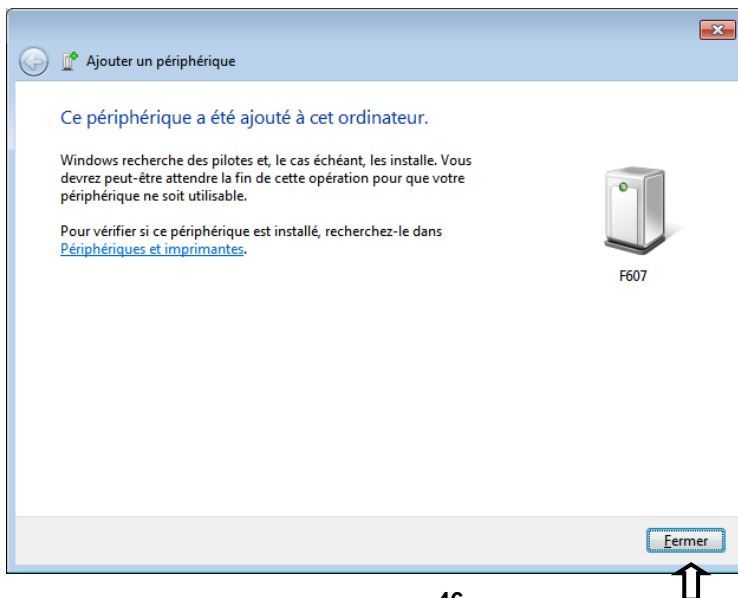 Ajouter un périphérique
Ce périphérique a été ajouté à cet ordinateur.
Windows recherche des pilotes et, le cas échéant, les installe. Vous
devrez peut-être attendre la fin de cette opération pour que votre
périphérique ne soit utilisable.
Pour vérifier si ce périphérique est installé, recherchez-le dans
Périphériques et imprimantes.
F607
Fermer
46